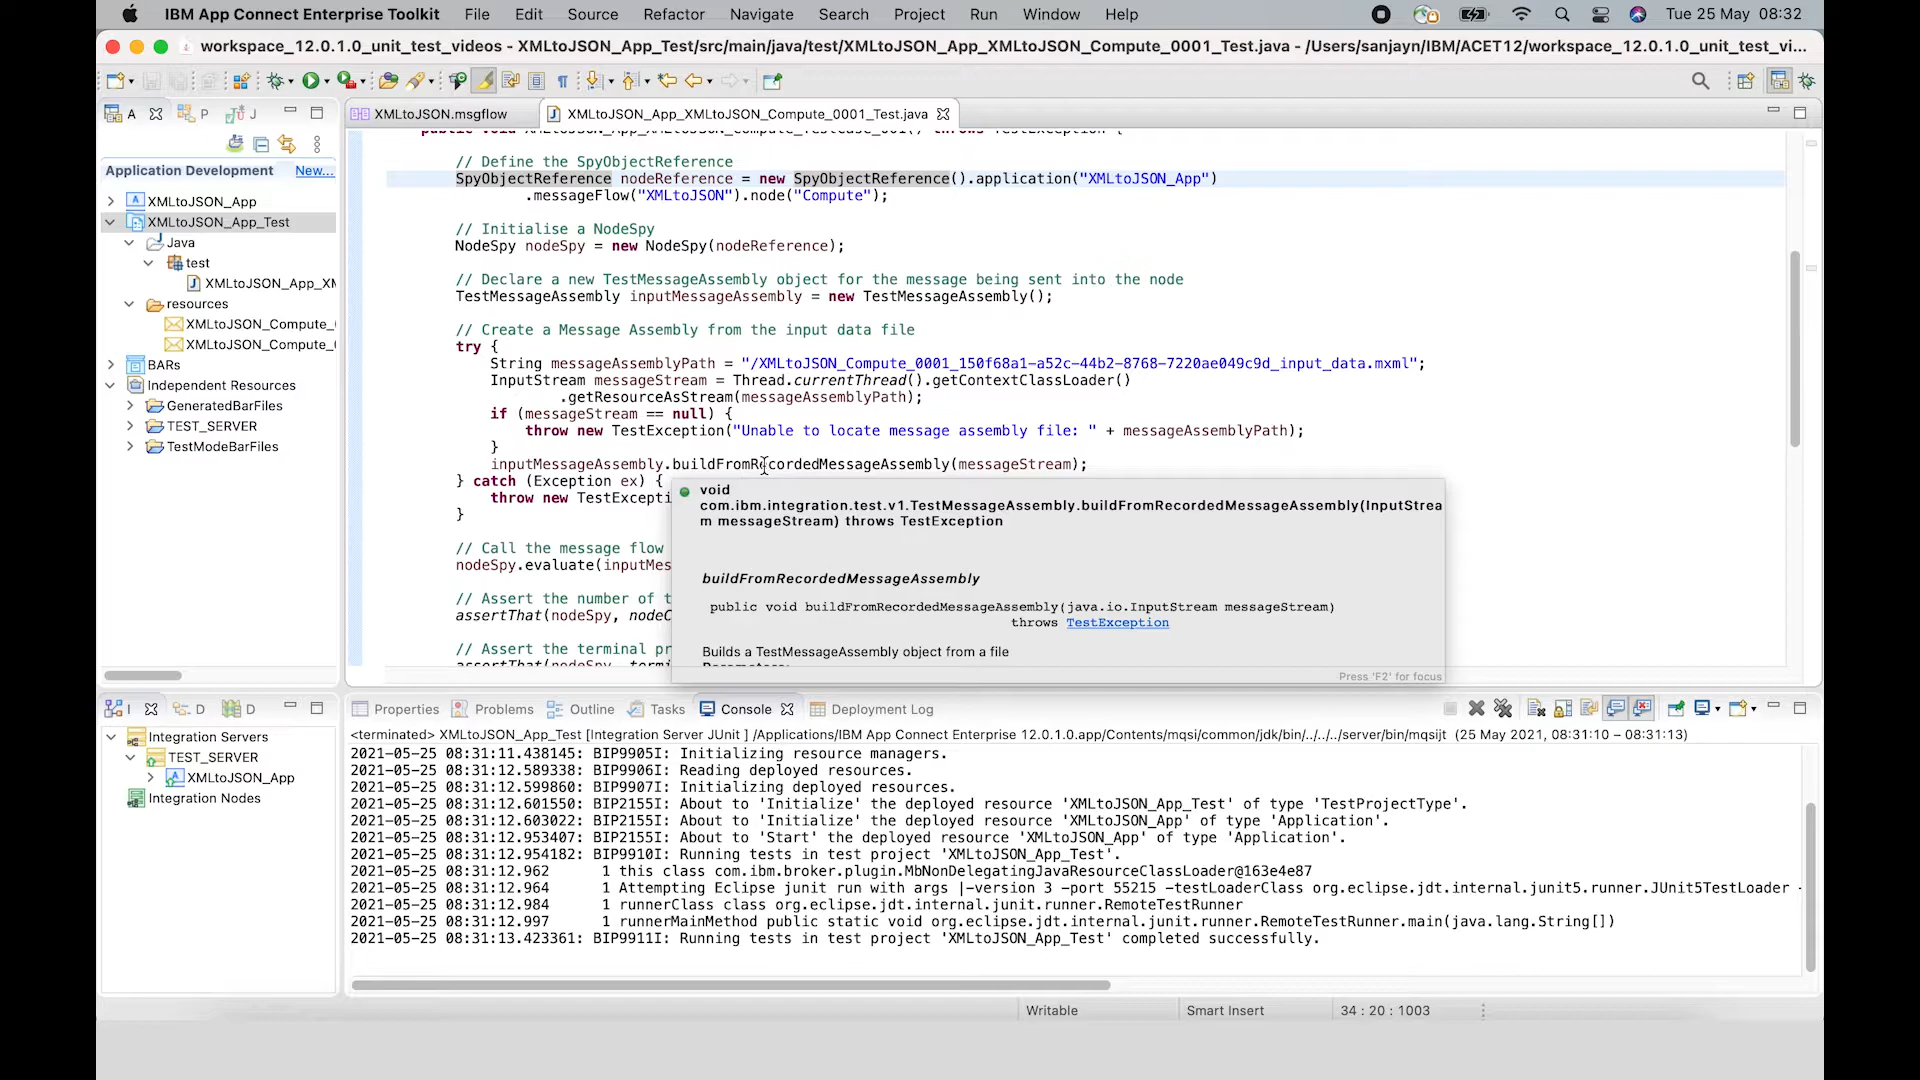 IBM App Connect Enterprise Toolkit File Edit Source Refactor Navigate Search Project Run Window Help Tue 25 May 08:32
workspace_12.0.1.0_unit_test_videos - XMLtoJSON_App_Test/src/main/java/test/XMLtoJSON_App_XMLtoJSON_Compute_0001_Test.java - /Users/sanjayn/IBM/ACET12/workspace_12.0.1.0_unit_test_vi...
A P J
XMLtoJSON.msgflow XMLtoJSON_App_XMLtoJSON_Compute_0001_Test.java
Application Development New...
XMLtoJSON_App
XMLtoJSON_App_Test
Java
test
XMLtoJSON_App_XM
resources
XMLtoJSON_Compute_
XMLtoJSON_Compute_
BARs
Independent Resources
GeneratedBarFiles
TEST_SERVER
TestModeBarFiles
public void XMLtoJSON_App_XMLtoJSON_Compute_TestCase_001() throws TestException {
// Define the SpyObjectReference
SpyObjectReference nodeReference = new SpyObjectReference().application("XMLtoJSON_App")
.messageFlow("XMLtoJSON").node("Compute");
// Initialise a NodeSpy
NodeSpy nodeSpy = new NodeSpy(nodeReference);
// Declare a new TestMessageAssembly object for the message being sent into the node
TestMessageAssembly inputMessageAssembly = new TestMessageAssembly();
// Create a Message Assembly from the input data file
try {
String messageAssemblyPath = "/XMLtoJSON_Compute_0001_150f68a1-a52c-44b2-8768-7220ae049c9d_input_data.mxml";
InputStream messageStream = Thread.currentThread().getContextClassLoader()
.getResourceAsStream(messageAssemblyPath);
if (messageStream == null) {
throw new TestException("Unable to locate message assembly file: " + messageAssemblyPath);
}
inputMessageAssembly.buildFromRecordedMessageAssembly(messageStream);
} catch (Exception ex) {
throw new TestExcepti
}
// Call the message flow
nodeSpy.evaluate(inputMes
// Assert the number of t
assertThat(nodeSpy, nodeC
// Assert the terminal pr
assertThat(nodeSpy, termi
void
com.ibm.integration.test.v1.TestMessageAssembly.buildFromRecordedMessageAssembly(InputStrea
m messageStream) throws TestException
buildFromRecordedMessageAssembly
public void buildFromRecordedMessageAssembly(java.io.InputStream messageStream)
throws TestException
Builds a TestMessageAssembly object from a file
Parameters:
Press 'F2' for focus
I D D
Integration Servers
TEST_SERVER
XMLtoJSON_App
Integration Nodes
Properties Problems Outline Tasks Console Deployment Log
<terminated> XMLtoJSON_App_Test [Integration Server JUnit ] /Applications/IBM App Connect Enterprise 12.0.1.0.app/Contents/mqsi/common/jdk/bin/../../../server/bin/mqsijt (25 May 2021, 08:31:10 – 08:31:13)
2021-05-25 08:31:11.438145: BIP9905I: Initializing resource managers.
2021-05-25 08:31:12.589338: BIP9906I: Reading deployed resources.
2021-05-25 08:31:12.599860: BIP9907I: Initializing deployed resources.
2021-05-25 08:31:12.601550: BIP2155I: About to 'Initialize' the deployed resource 'XMLtoJSON_App_Test' of type 'TestProjectType'.
2021-05-25 08:31:12.603022: BIP2155I: About to 'Initialize' the deployed resource 'XMLtoJSON_App' of type 'Application'.
2021-05-25 08:31:12.953407: BIP2155I: About to 'Start' the deployed resource 'XMLtoJSON_App' of type 'Application'.
2021-05-25 08:31:12.954182: BIP9910I: Running tests in test project 'XMLtoJSON_App_Test'.
2021-05-25 08:31:12.962 1 this class com.ibm.broker.plugin.MbNonDelegatingJavaResourceClassLoader@163e4e87
2021-05-25 08:31:12.964 1 Attempting Eclipse junit run with args |-version 3 -port 55215 -testLoaderClass org.eclipse.jdt.internal.junit5.runner.JUnit5TestLoader -
2021-05-25 08:31:12.984 1 runnerClass class org.eclipse.jdt.internal.junit.runner.RemoteTestRunner
2021-05-25 08:31:12.997 1 runnerMainMethod public static void org.eclipse.jdt.internal.junit.runner.RemoteTestRunner.main(java.lang.String[])
2021-05-25 08:31:13.423361: BIP9911I: Running tests in test project 'XMLtoJSON_App_Test' completed successfully.
Writable Smart Insert 34 : 20 : 1003